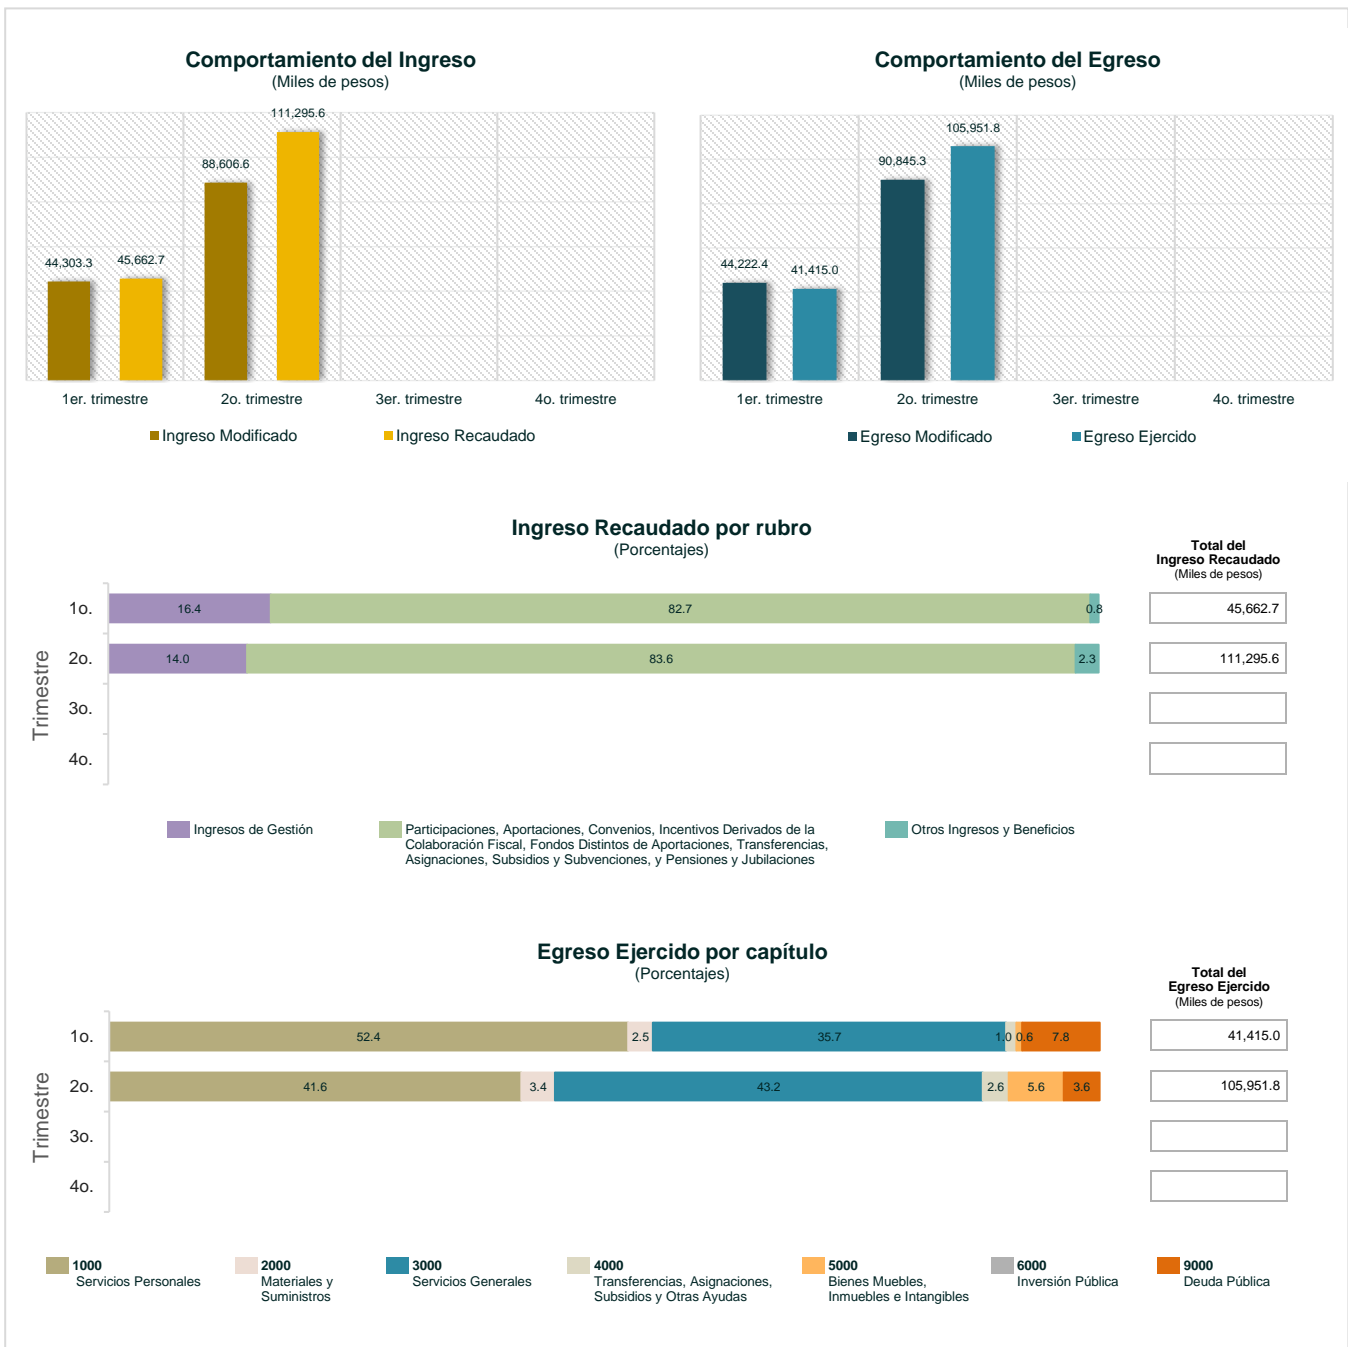 Comportamiento del Ingreso
(Miles de pesos)
111,295.6
88,606.6
44,303.3
45,662.7
1er. trimestre
2o. trimestre
3er. trimestre
4o. trimestre
Ingreso Modificado
Ingreso Recaudado
Comportamiento del Egreso
(Miles de pesos)
105,951.8
90,845.3
44,222.4
41,415.0
1er. trimestre
2o. trimestre
3er. trimestre
4o. trimestre
Egreso Modificado
Egreso Ejercido
Ingreso Recaudado por rubro
(Porcentajes)
Total del
Ingreso Recaudado
(Miles de pesos)
Trimestre
1o.
16.4
82.7
0.8
45,662.7
2o.
14.0
83.6
2.3
111,295.6
3o.
4o.
Ingresos de Gestión
Participaciones, Aportaciones, Convenios, Incentivos Derivados de la
Colaboración Fiscal, Fondos Distintos de Aportaciones, Transferencias,
Asignaciones, Subsidios y Subvenciones, y Pensiones y Jubilaciones
Otros Ingresos y Beneficios
Egreso Ejercido por capítulo
(Porcentajes)
Total del
Egreso Ejercido
(Miles de pesos)
Trimestre
1o.
52.4
2.5
35.7
1.0
0.6
7.8
41,415.0
2o.
41.6
3.4
43.2
2.6
5.6
3.6
105,951.8
3o.
4o.
1000
Servicios Personales
2000
Materiales y
Suministros
3000
Servicios Generales
4000
Transferencias, Asignaciones,
Subsidios y Otras Ayudas
5000
Bienes Muebles,
Inmuebles e Intangibles
6000
Inversión Pública
9000
Deuda Pública